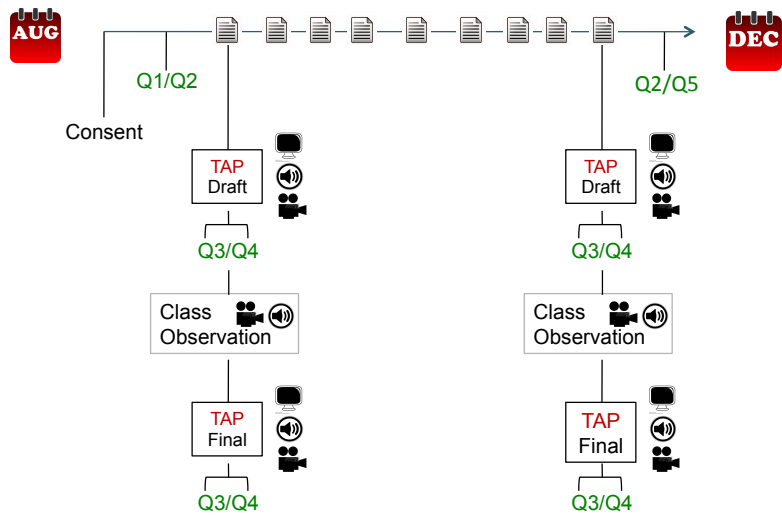 AUG
DEC
Q1/Q2
Q2/Q5
Consent
TAP
Draft
TAP
Draft
Q3/Q4
Q3/Q4
Class
Observation
Class
Observation
TAP
Final
TAP
Final
Q3/Q4
Q3/Q4